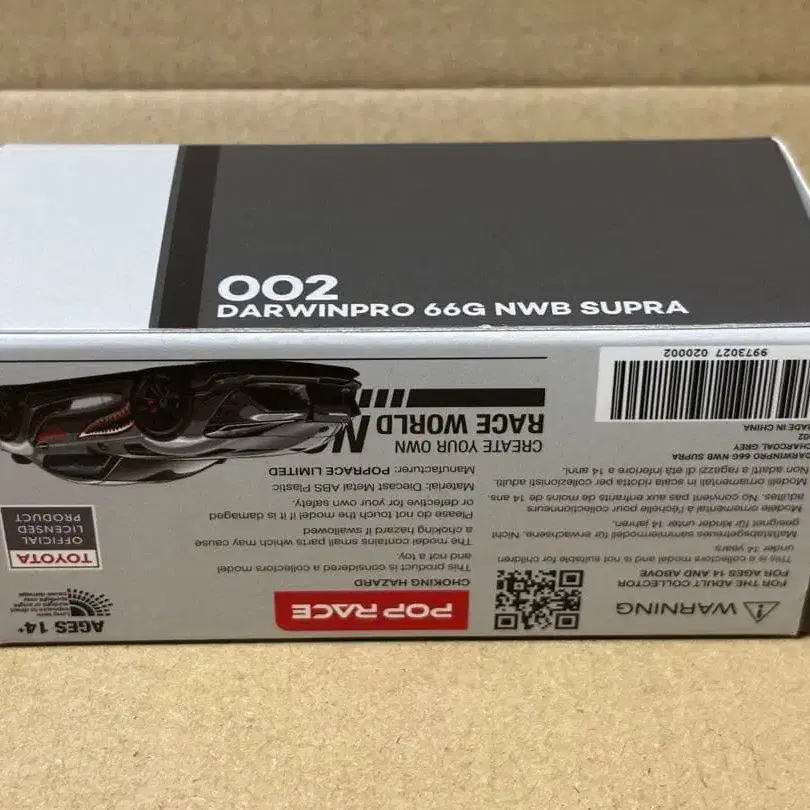 002
DARWINPRO 66G NWB SUPRA
WARNING
FOR THE ADULT COLLECTOR
FOR AGES 14 AND ABOVE
This is a collectors model and is not suitable for children
under 14 years.
geeignet für kinder unter 14 jahren.
Modèle ornemental à l'échelle pour collectionneurs
adultes. No convient pas aux enfrants de moins de 14 ans.
Modelli ornamentali in scala ridotta per collezionisti adulti.
non adatti a ragazzi di età inferiore a 14 anni.
DARWINPRO 66G NWB SUPRA
CHARCOAL GREY
002
MADE IN CHINA
9973027 020002
POP RACE
CHOKING HAZARD
This product is considered a collectors model
and not a toy.
The model contains small parts which may cause
a choking hazard if swallowed
Please do not touch the model if it is damaged
or defective for your own safety.
Material: Diecast Metal ABS Plastic
Manufacturer: POPRACE LIMITED
CREATE YOUR OWN
RACE WORLD
AGES 14+
TOYOTA
OFFICIAL
LICENSED
PRODUCT